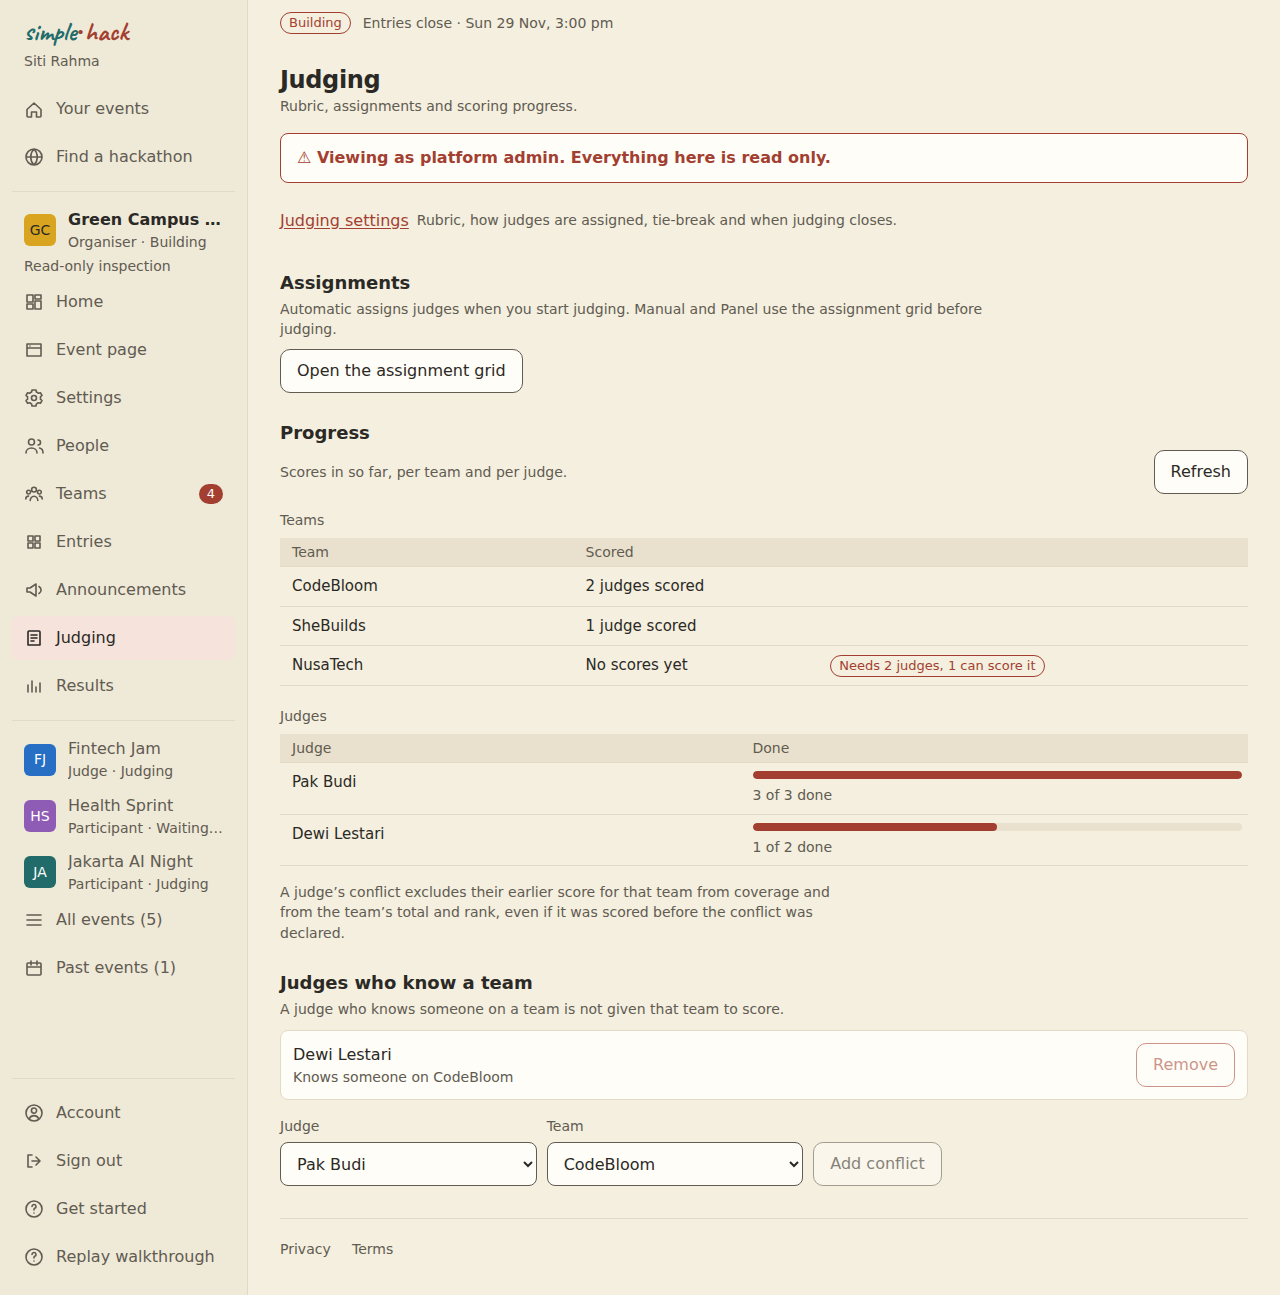 simple·hack
Siti Rahma
Your events
Find a hackathon
GC
Green Campus …
Organiser · Building
Read-only inspection
Home
Event page
Settings
People
Teams
4
Entries
Announcements
Judging
Results
FJ
Fintech Jam
Judge · Judging
HS
Health Sprint
Participant · Waiting…
JA
Jakarta AI Night
Participant · Judging
All events (5)
Past events (1)
Account
Sign out
Get started
Replay walkthrough
Building
Entries close · Sun 29 Nov, 3:00 pm
Judging
Rubric, assignments and scoring progress.
⚠ Viewing as platform admin. Everything here is read only.
Judging settings Rubric, how judges are assigned, tie-break and when judging closes.
Assignments
Automatic assigns judges when you start judging. Manual and Panel use the assignment grid before
judging.
Open the assignment grid
Progress
Scores in so far, per team and per judge.
Refresh
Teams
Team Scored
CodeBloom 2 judges scored
SheBuilds 1 judge scored
NusaTech No scores yet Needs 2 judges, 1 can score it
Judges
Judge Done
Pak Budi
3 of 3 done
Dewi Lestari
1 of 2 done
A judge’s conflict excludes their earlier score for that team from coverage and
from the team’s total and rank, even if it was scored before the conflict was
declared.
Judges who know a team
A judge who knows someone on a team is not given that team to score.
Dewi Lestari
Knows someone on CodeBloom
Remove
Judge Team
Pak Budi CodeBloom Add conflict
Privacy Terms